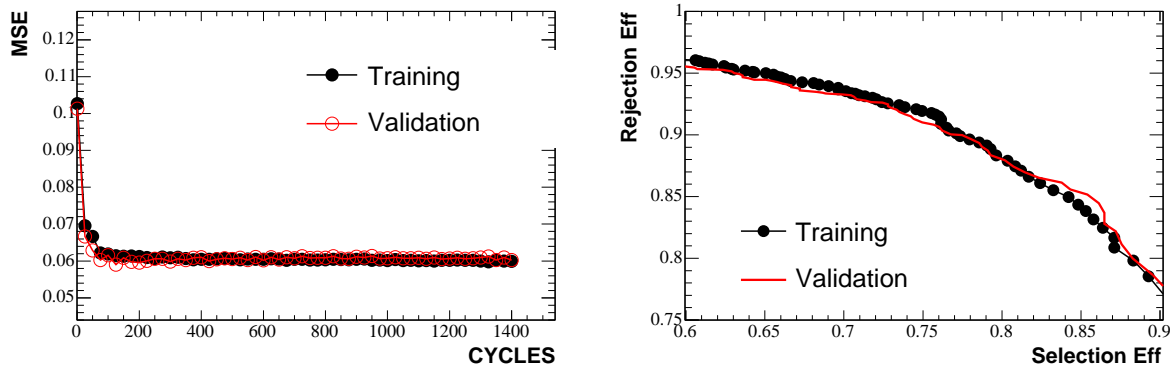 MSE
0.12
0.11
0.1
0.09
0.08
0.07
0.06
0.05
Training
Validation
0 200 400 600 800 1000 1200 1400
CYCLES
Rejection Eff
1
0.95
0.9
0.85
0.8
0.75
Training
Validation
0.6 0.65 0.7 0.75 0.8 0.85 0.9
Selection Eff